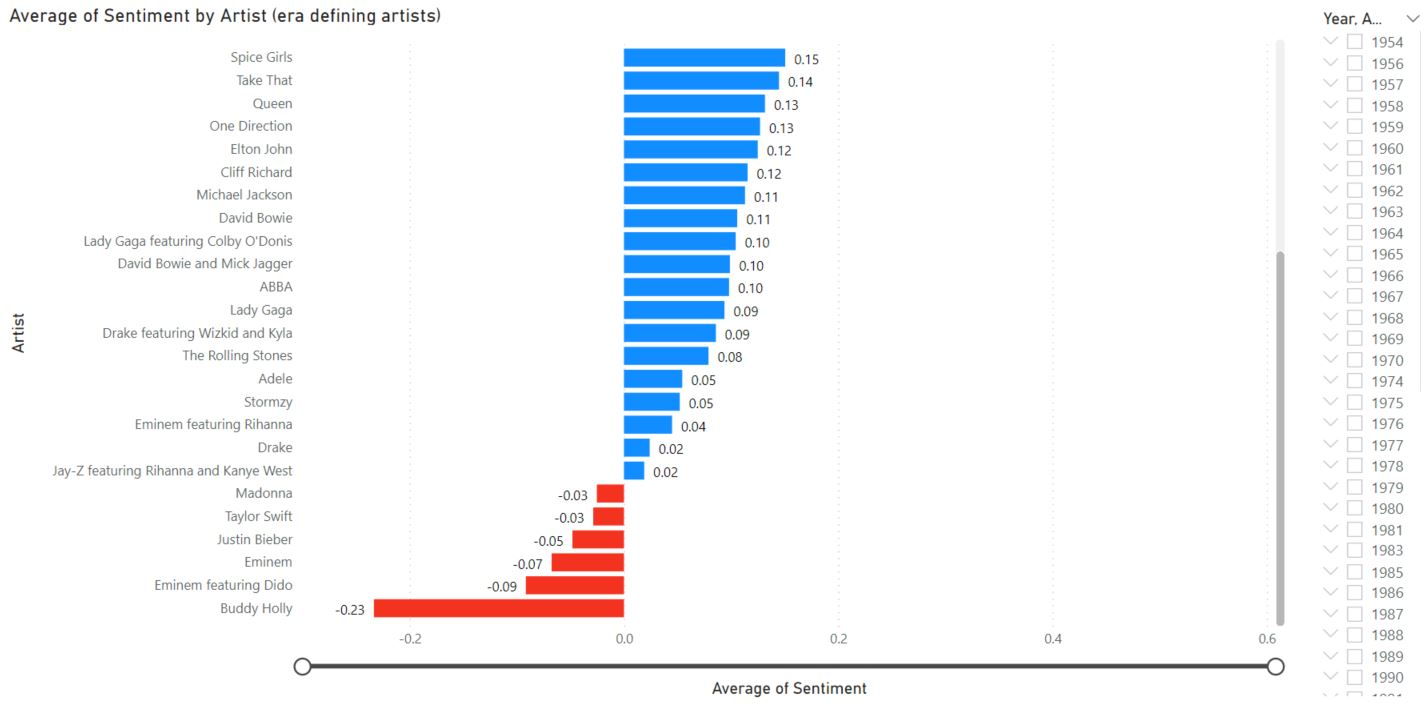 Average of Sentiment by Artist (era defining artists)
Spice Girls 0.15
Take That 0.14
Queen 0.13
One Direction 0.13
Elton John 0.12
Cliff Richard 0.12
Michael Jackson 0.11
David Bowie 0.11
Lady Gaga featuring Colby O'Donis 0.10
David Bowie and Mick Jagger 0.10
ABBA 0.10
Lady Gaga 0.09
Drake featuring Wizkid and Kyla 0.09
The Rolling Stones 0.08
Adele 0.05
Stormzy 0.05
Eminem featuring Rihanna 0.04
Drake 0.02
Jay-Z featuring Rihanna and Kanye West 0.02
Madonna -0.03
Taylor Swift -0.03
Justin Bieber -0.05
Eminem -0.07
Eminem featuring Dido -0.09
Buddy Holly -0.23
Artist
-0.2 0.0 0.2 0.4 0.6
Average of Sentiment
Year, A...
1954
1956
1957
1958
1959
1960
1961
1962
1963
1964
1965
1966
1967
1968
1969
1970
1974
1975
1976
1977
1978
1979
1980
1981
1983
1985
1986
1987
1988
1989
1990